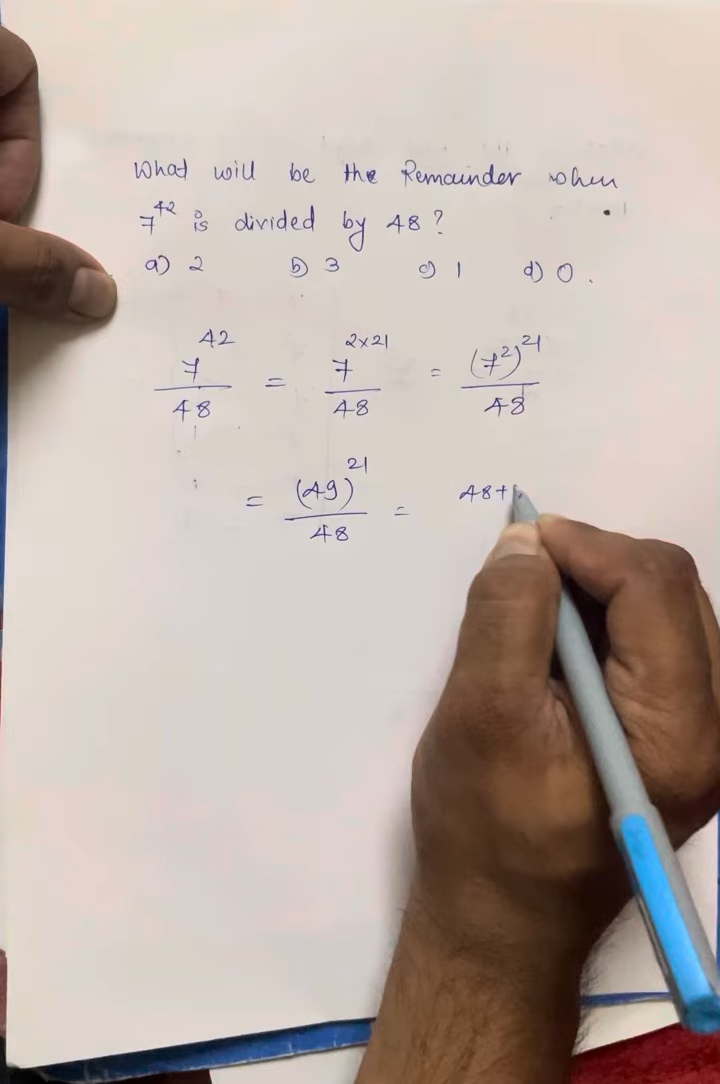 What will be the Remainder when
7^42 is divided by 48?
a) 2 b) 3 c) 1 d) 0.
7^42/48 = 7^(2×21)/48 = (7^2)^21/48
= (49)^21/48 = 48+